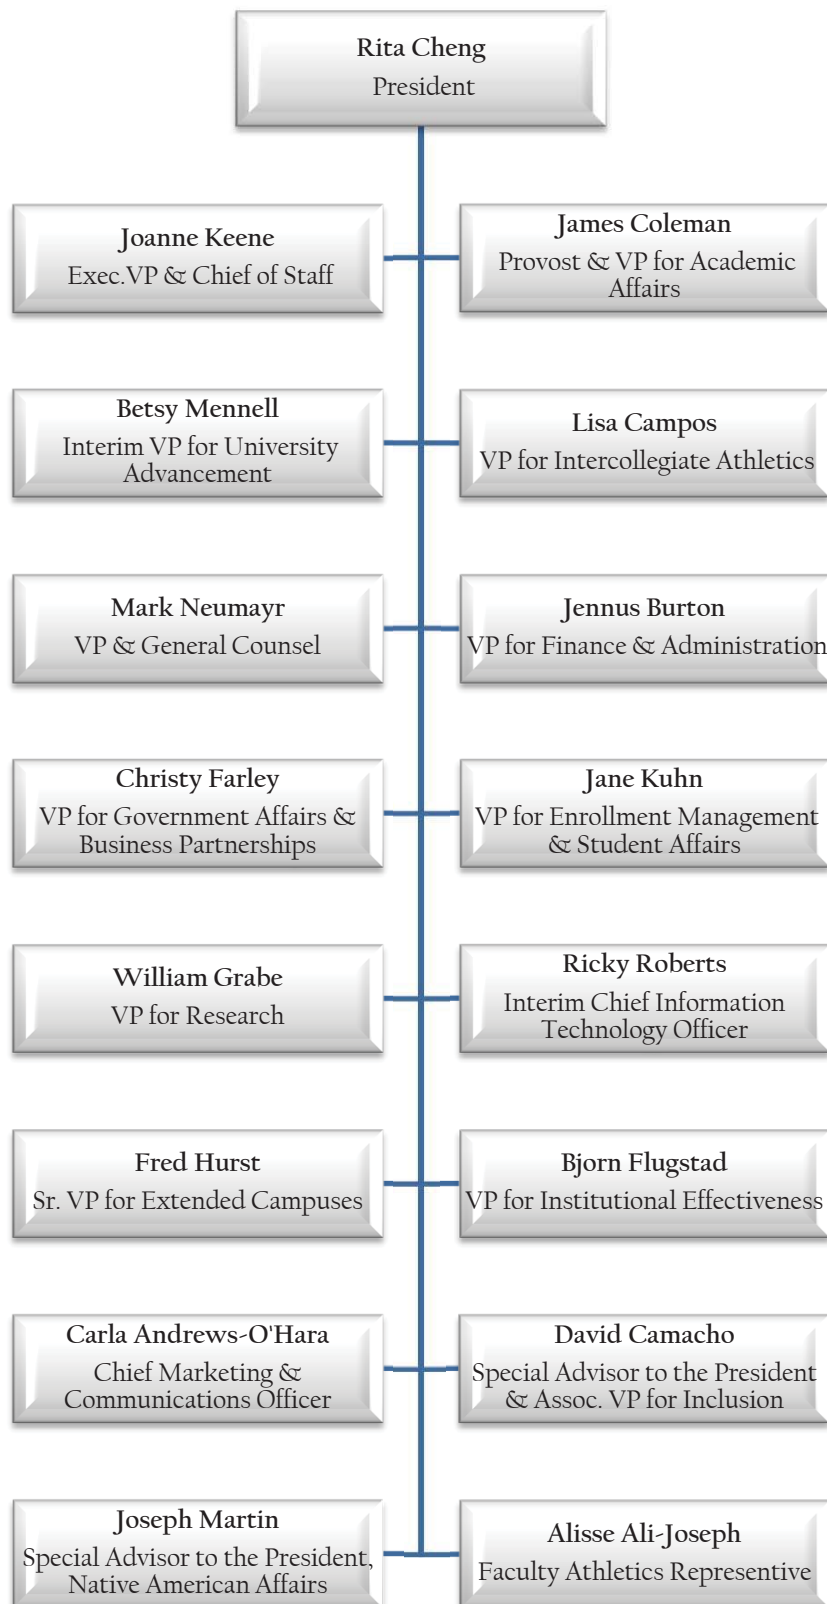 Rita Cheng
President
Joanne Keene
Exec.VP & Chief of Staff
James Coleman
Provost & VP for Academic
Affairs
Betsy Mennell
Interim VP for University
Advancement
Lisa Campos
VP for Intercollegiate Athletics
Mark Neumayr
VP & General Counsel
Jennus Burton
VP for Finance & Administration
Christy Farley
VP for Government Affairs &
Business Partnerships
Jane Kuhn
VP for Enrollment Management
& Student Affairs
William Grabe
VP for Research
Ricky Roberts
Interim Chief Information
Technology Officer
Fred Hurst
Sr. VP for Extended Campuses
Bjorn Flugstad
VP for Institutional Effectiveness
Carla Andrews-O'Hara
Chief Marketing &
Communications Officer
David Camacho
Special Advisor to the President
& Assoc. VP for Inclusion
Joseph Martin
Special Advisor to the President,
Native American Affairs
Alisse Ali-Joseph
Faculty Athletics Representive